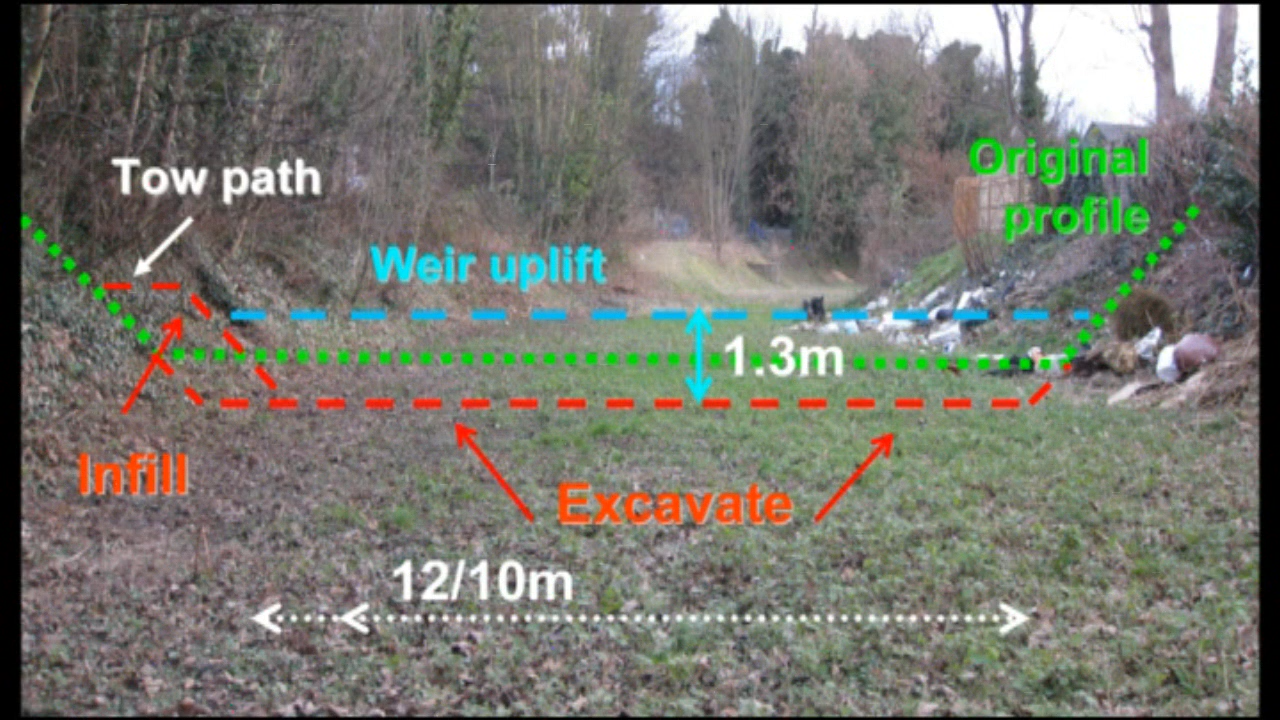 Tow path
Original
profile
Weir uplift
1.3m
Infill
Excavate
12/10m